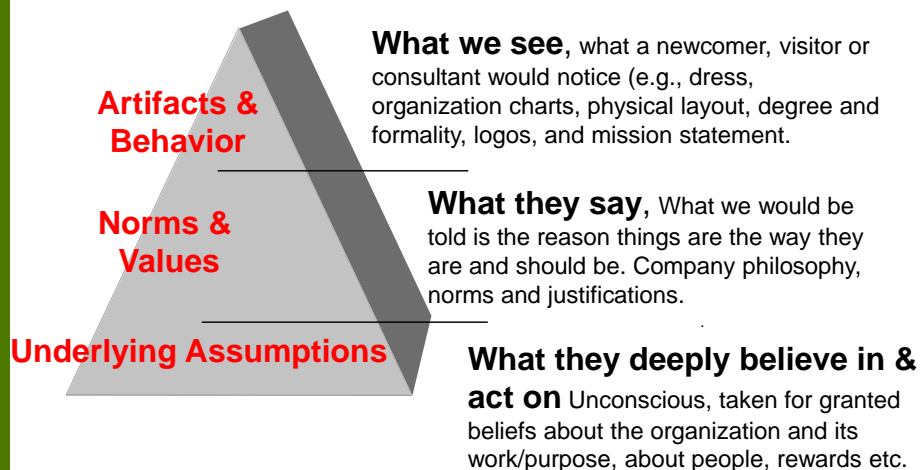 What we see, what a newcomer, visitor or
consultant would notice (e.g., dress,
organization charts, physical layout, degree and
formality, logos, and mission statement.
Artifacts &
Behavior
What they say, What we would be
told is the reason things are the way they
are and should be. Company philosophy,
norms and justifications.
Norms &
Values
.
Underlying Assumptions
What they deeply believe in &
act on Unconscious, taken for granted
beliefs about the organization and its
work/purpose, about people, rewards etc.